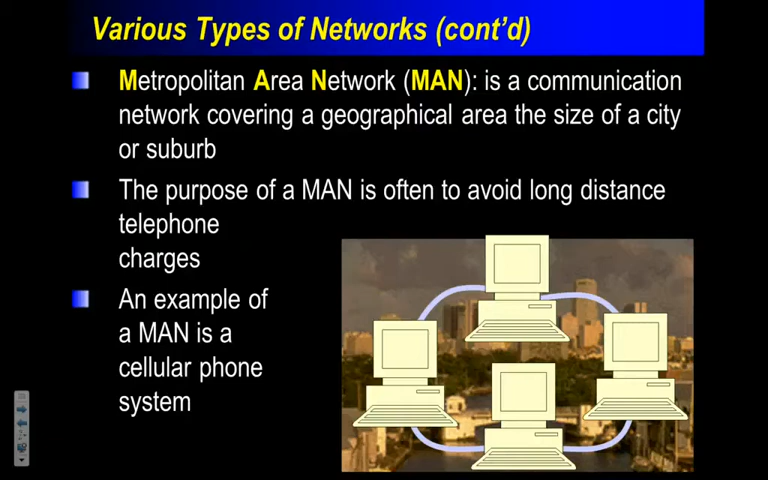 Various Types of Networks (cont’d)
Metropolitan Area Network (MAN): is a communication
network covering a geographical area the size of a city
or suburb
The purpose of a MAN is often to avoid long distance
telephone
charges
An example of
a MAN is a
cellular phone
system